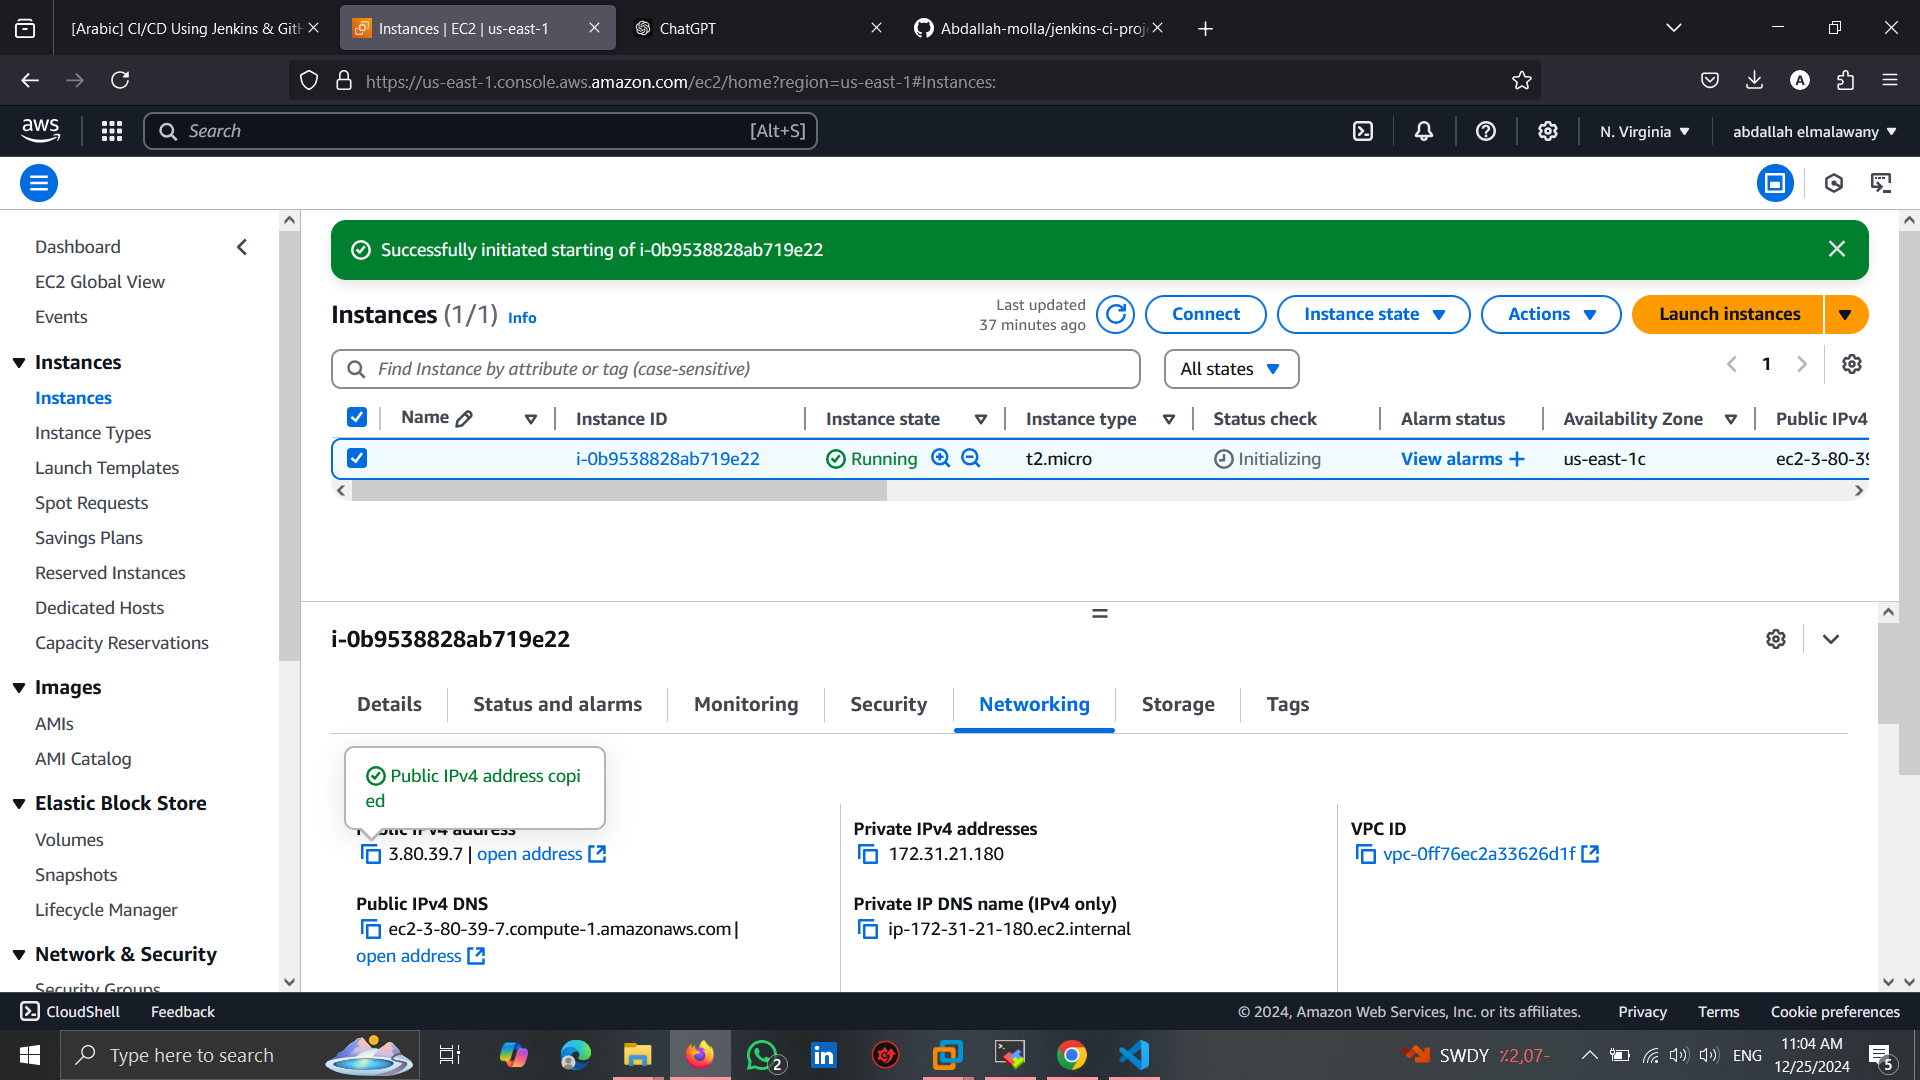 [Arabic] CI/CD Using Jenkins & Gith
Instances | EC2 | us-east-1
ChatGPT
Abdallah-molla/jenkins-ci-proj
https://us-east-1.console.aws.amazon.com/ec2/home?region=us-east-1#Instances:
A
aws
Search
[Alt+S]
N. Virginia
abdallah elmalawany
Dashboard
EC2 Global View
Events
Instances
Instances
Instance Types
Launch Templates
Spot Requests
Savings Plans
Reserved Instances
Dedicated Hosts
Capacity Reservations
Images
AMIs
AMI Catalog
Elastic Block Store
Volumes
Snapshots
Lifecycle Manager
Network & Security
Security Groups
Successfully initiated starting of i-0b9538828ab719e22
Instances (1/1) Info
Last updated
37 minutes ago
Connect
Instance state
Actions
Launch instances
Find Instance by attribute or tag (case-sensitive)
All states
1
Name Instance ID Instance state Instance type Status check Alarm status Availability Zone Public IPv4
i-0b9538828ab719e22 Running t2.micro Initializing View alarms + us-east-1c ec2-3-80-39
i-0b9538828ab719e22
Details Status and alarms Monitoring Security Networking Storage Tags
Public IPv4 address copi
ed
Public IPv4 address
3.80.39.7 | open address
Public IPv4 DNS
ec2-3-80-39-7.compute-1.amazonaws.com |
open address
Private IPv4 addresses
172.31.21.180
Private IP DNS name (IPv4 only)
ip-172-31-21-180.ec2.internal
VPC ID
vpc-0ff76ec2a33626d1f
CloudShell
Feedback
© 2024, Amazon Web Services, Inc. or its affiliates.
Privacy
Terms
Cookie preferences
Type here to search
2
in
SWDY ٪2,07-
ENG
11:04 AM
12/25/2024
5